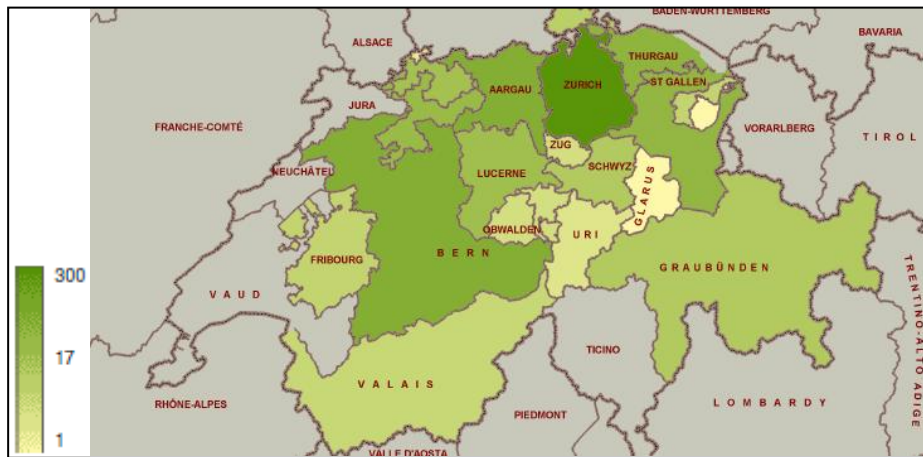 BADEN-WÜRTTEMBERG
BAVARIA
ALSACE
THURGAU
ST GALLEN
AARGAU
ZURICH
JURA
FRANCHE-COMTÉ
VORARLBERG
TIROL
ZUG
SCHWYZ
NEUCHÂTEL
LUCERNE
GLARUS
OBWALDEN
URI
BERN
FRIBOURG
GRAUBÜNDEN
VAUD
TRENTINO-ALTO ADIGE
TICINO
VALAIS
RHÔNE-ALPES
PIEDMONT
LOMBARDY
VALLE D'AOSTA
300
17
1